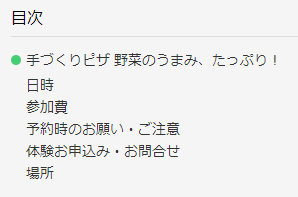 目次
手づくりピザ 野菜のうまみ、たっぷり！
日時
参加費
予約時のお願い・ご注意
体験お申込み・お問合せ
場所